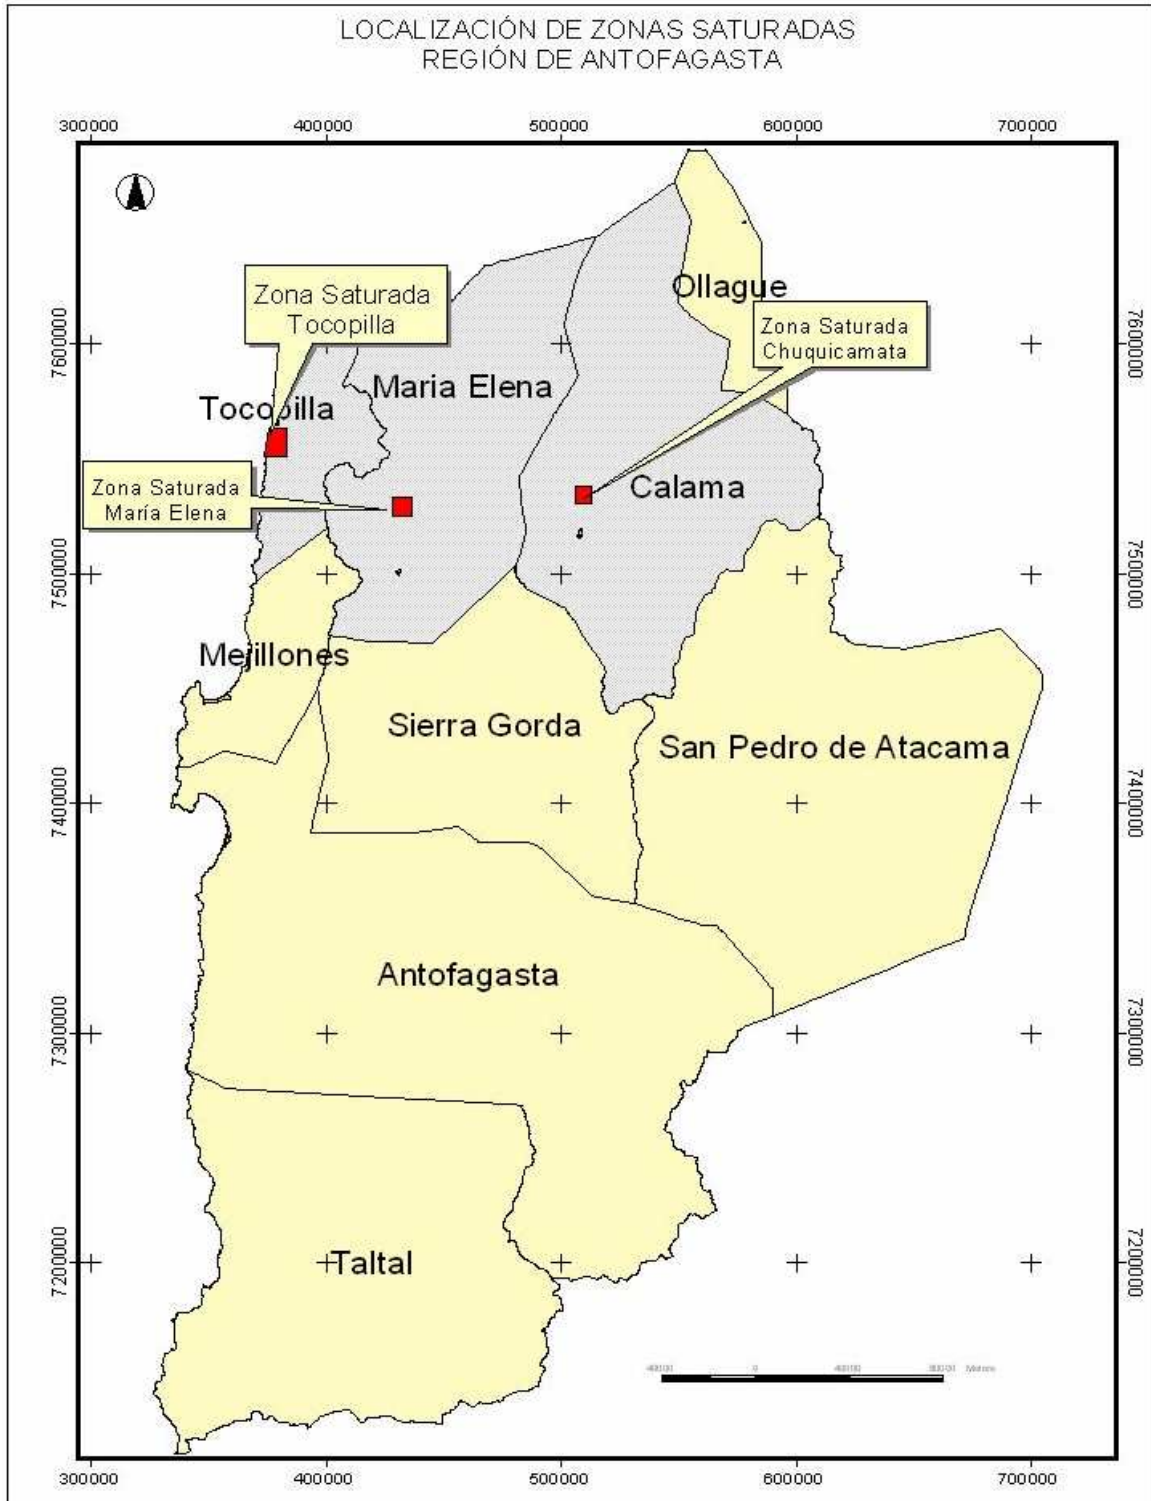 LOCALIZACIÓN DE ZONAS SATURADAS
REGIÓN DE ANTOFAGASTA
300000 400000 500000 600000 700000
Ollague
Zona Saturada
Tocopilla
Zona Saturada
Chuquicamata
7600000 7600000
Maria Elena
Tocopilla
Zona Saturada
María Elena
Calama
7500000 7500000
Mejillones
Sierra Gorda
San Pedro de Atacama
7400000 7400000
Antofagasta
7300000 7300000
Taltal
7200000 7200000
0
300000 400000 500000 600000 700000